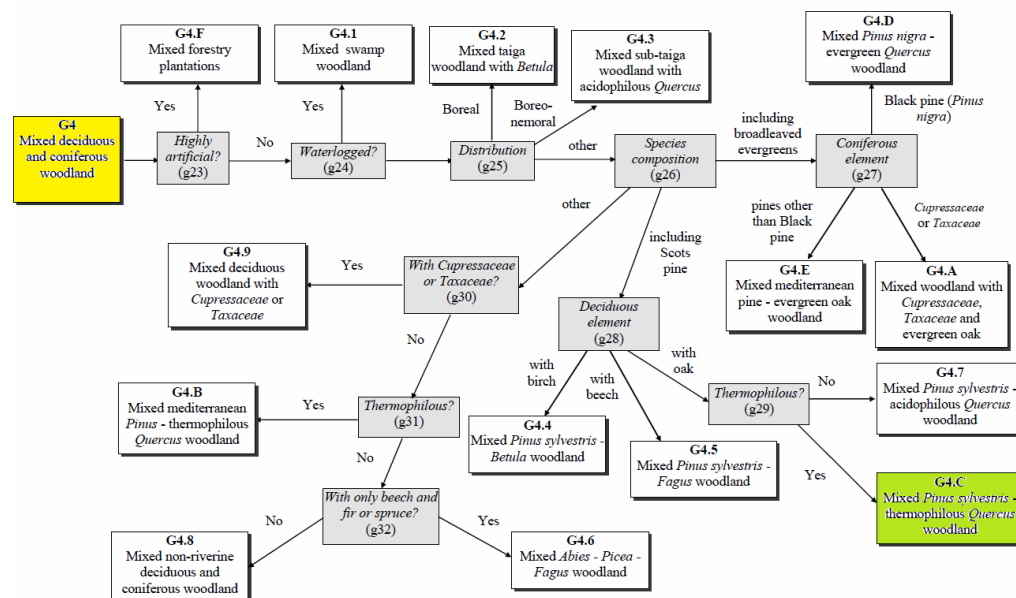 G4.F
Mixed forestry
plantations
G4.1
Mixed swamp
woodland
G4.2
Mixed taiga
woodland with Betula
G4.3
Mixed sub-taiga
woodland with
acidophilous Quercus
G4.D
Mixed Pinus nigra -
evergreen Quercus
woodland
Yes
Yes
Boreal
Boreo-
nemoral
Black pine (Pinus
nigra)
G4
Mixed deciduous
and coniferous
woodland
Highly
artificial?
(g23)
No
Waterlogged?
(g24)
Distribution
(g25)
other
Species
composition
(g26)
including
broadleaved
evergreens
Coniferous
element
(g27)
other
including
Scots
pine
pines other
than Black
pine
Cupressaceae
or Taxaceae
G4.9
Mixed deciduous
woodland with
Cupressaceae or
Taxaceae
Yes
With Cupressaceae
or Taxaceae?
(g30)
G4.E
Mixed mediterranean
pine - evergreen oak
woodland
G4.A
Mixed woodland with
Cupressaceae,
Taxaceae and
evergreen oak
Deciduous
element
(g28)
No
with
birch
with
beech
with
oak
G4.B
Mixed mediterranean
Pinus - thermophilous
Quercus woodland
Yes
Thermophilous?
(g31)
Thermophilous?
(g29)
No
G4.7
Mixed Pinus sylvestris -
acidophilous Quercus
woodland
G4.4
Mixed Pinus sylvestris -
Betula woodland
G4.5
Mixed Pinus sylvestris -
Fagus woodland
No
Yes
G4.C
Mixed Pinus sylvestris -
thermophilous Quercus
woodland
With only beech and
fir or spruce?
(g32)
No
Yes
G4.8
Mixed non-riverine
deciduous and
coniferous woodland
G4.6
Mixed Abies - Picea -
Fagus woodland